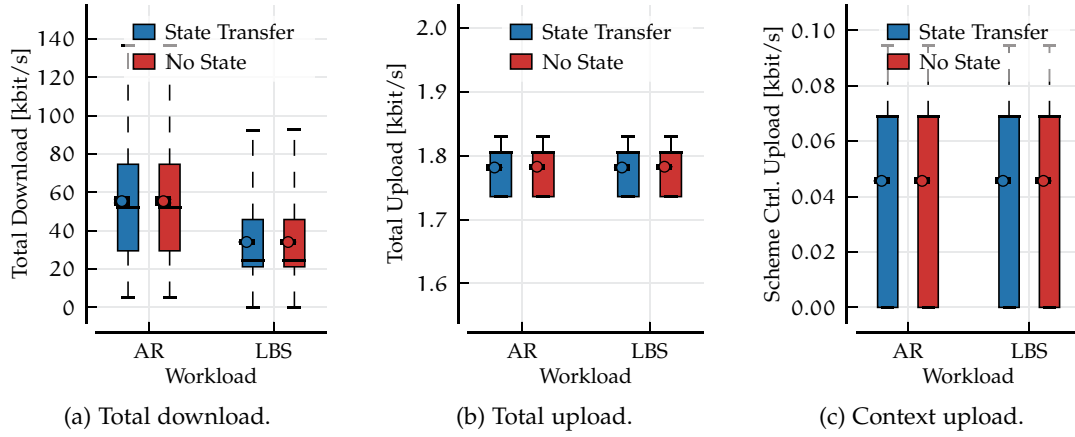 Total Download [kbit/s]
140
120
100
80
60
40
20
0
State Transfer
No State
AR
LBS
Workload
(a) Total download.
Total Upload [kbit/s]
2.0
1.9
1.8
1.7
1.6
State Transfer
No State
AR
LBS
Workload
(b) Total upload.
Scheme Ctrl. Upload [kbit/s]
0.10
0.08
0.06
0.04
0.02
0.00
State Transfer
No State
AR
LBS
Workload
(c) Context upload.